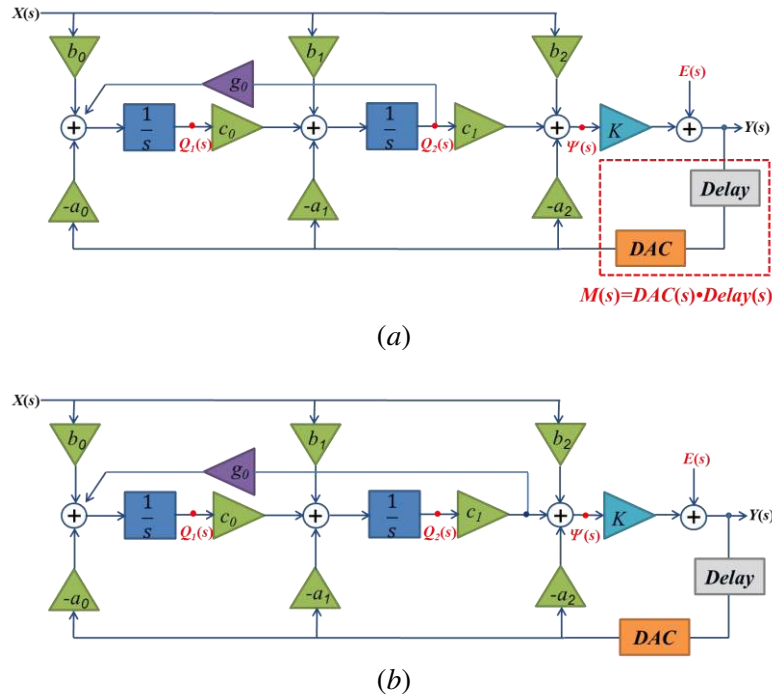 X(s)
b0 b1 b2
g0
E(s)
+ 1/s Q1(s) c0 + 1/s Q2(s) c1 + Ψ(s) K + Y(s)
-a0 -a1 -a2
Delay
DAC
M(s)=DAC(s)•Delay(s)
(a)
X(s)
b0 b1 b2
g0
E(s)
+ 1/s Q1(s) c0 + 1/s Q2(s) c1 + Ψ(s) K + Y(s)
-a0 -a1 -a2
Delay
DAC
(b)